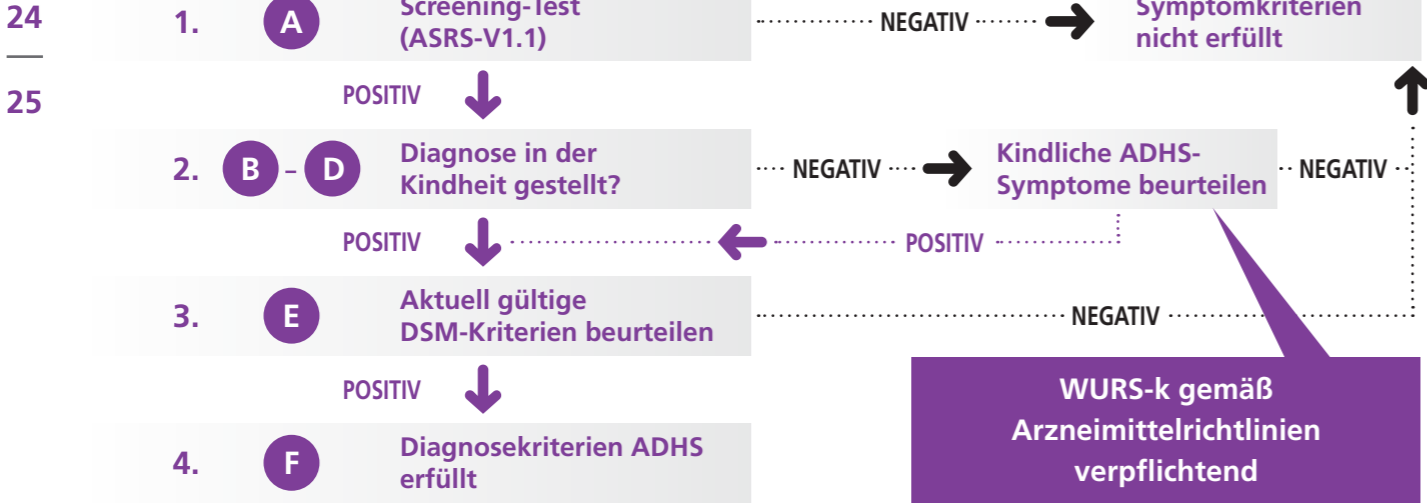 24
25
1. A Screening-Test
(ASRS-V1.1)
NEGATIV
Symptomkriterien
nicht erfüllt
POSITIV
2. B – D Diagnose in der
Kindheit gestellt?
NEGATIV
Kindliche ADHS-
Symptome beurteilen
NEGATIV
POSITIV
POSITIV
3. E Aktuell gültige
DSM-Kriterien beurteilen
NEGATIV
POSITIV
WURS-k gemäß
Arzneimittelrichtlinien
verpflichtend
4. F Diagnosekriterien ADHS
erfüllt